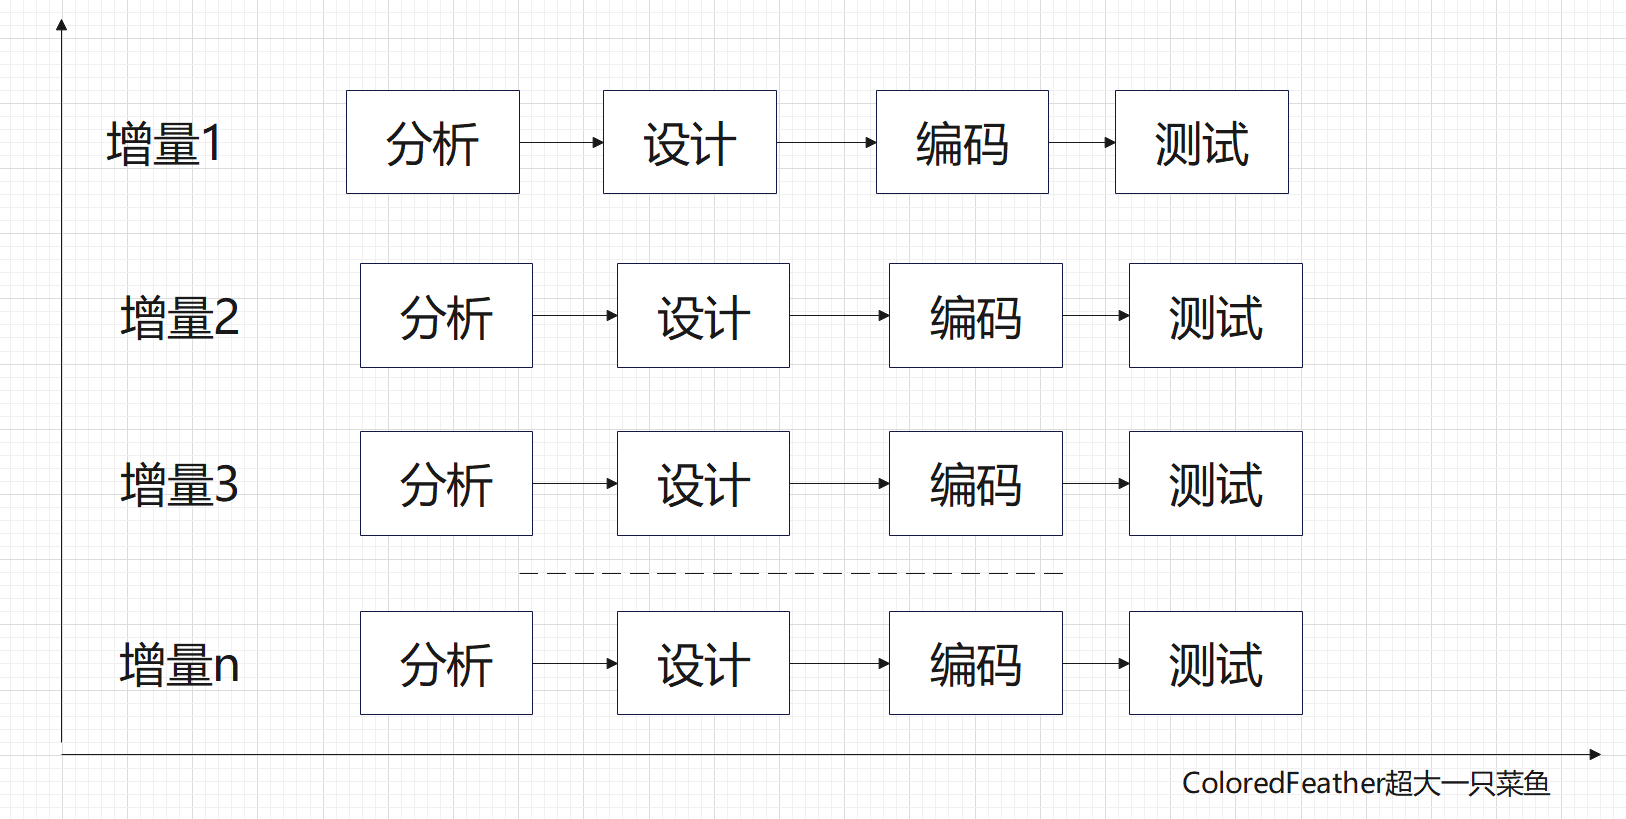 增量1 分析 设计 编码 测试
增量2 分析 设计 编码 测试
增量3 分析 设计 编码 测试
增量n 分析 设计 编码 测试
ColoredFeather超大一只菜鱼